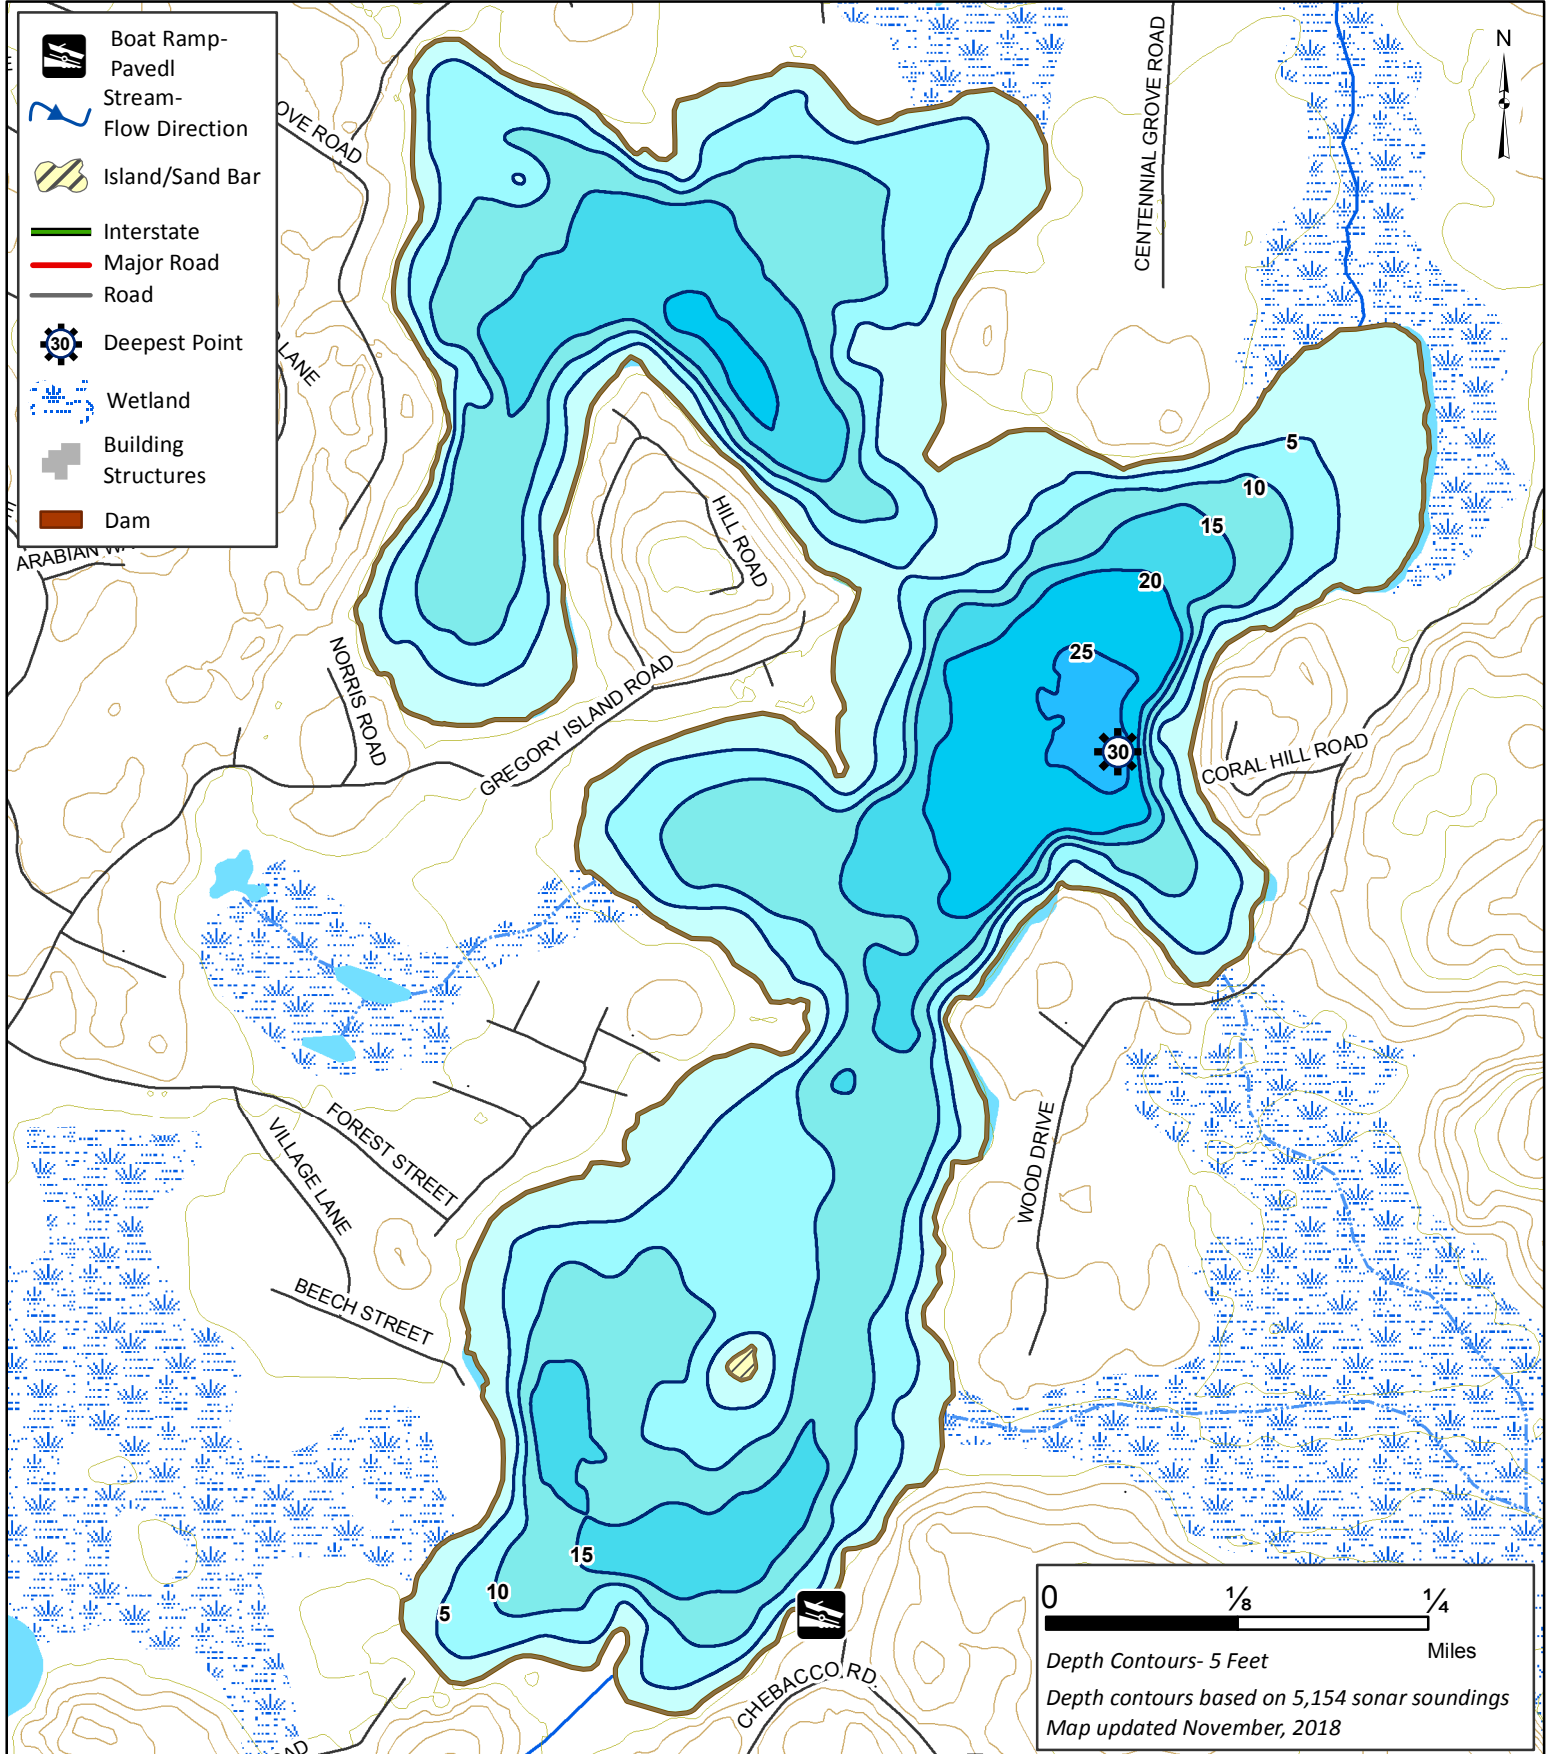 Boat Ramp-
Pavedl
Stream-
Flow Direction
Island/Sand Bar
Interstate
Major Road
Road
30
Deepest Point
Wetland
Building
Structures
Dam
N
OVE ROAD
CENTENNIAL GROVE ROAD
LANE
ARABIAN
HILL ROAD
5
10
15
20
25
30
NORRIS ROAD
GREGORY ISLAND ROAD
CORAL HILL ROAD
FOREST STREET
VILLAGE LANE
WOOD DRIVE
BEECH STREET
15
10
5
CHEBACCO RD.
OAD
0 ⅛ ¼
Miles
Depth Contours- 5 Feet
Depth contours based on 5,154 sonar soundings
Map updated November, 2018